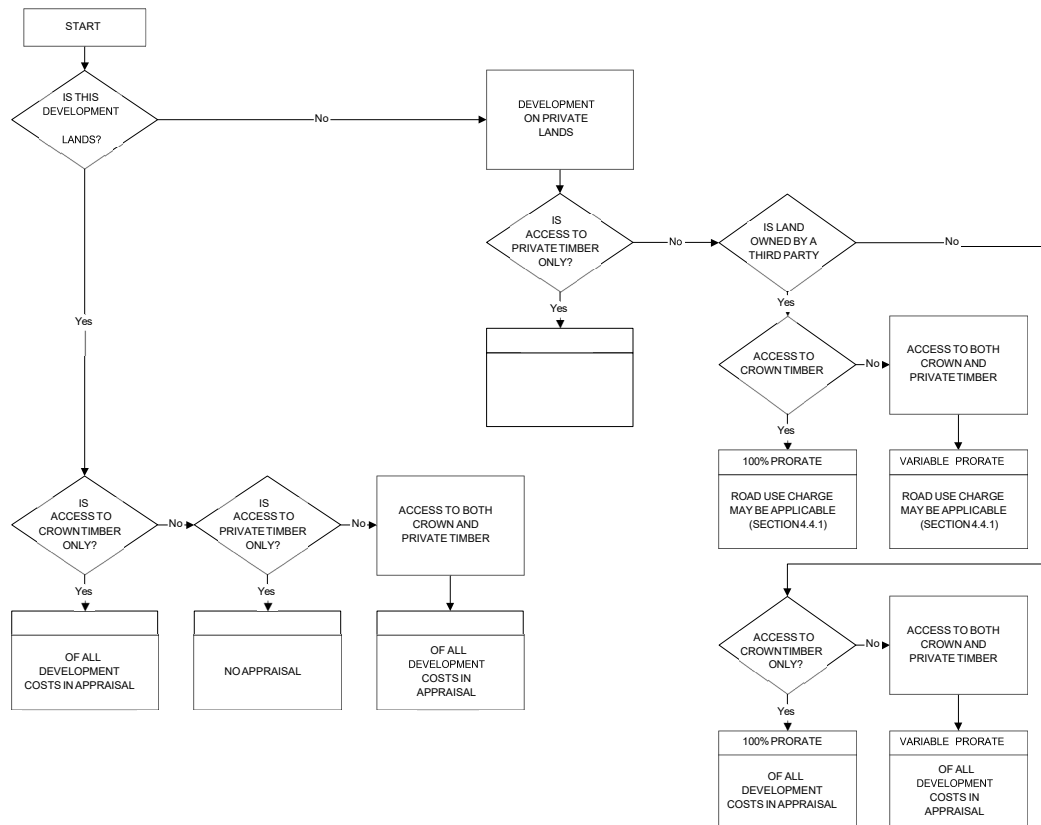 START
IS THIS
DEVELOPMENT
LANDS?
No
DEVELOPMENT
ON PRIVATE
LANDS
IS
ACCESS TO
PRIVATE TIMBER
ONLY?
No
IS LAND
OWNED BY A
THIRD PARTY
No
Yes
Yes
Yes
ACCESS TO
CROWN TIMBER
No
ACCESS TO BOTH
CROWN AND
PRIVATE TIMBER
Yes
100% PRORATE
ROAD USE CHARGE
MAY BE APPLICABLE
(SECTION 4.4.1)
VARIABLE PRORATE
ROAD USE CHARGE
MAY BE APPLICABLE
(SECTION 4.4.1)
IS
ACCESS TO
CROWN TIMBER
ONLY?
No
IS
ACCESS TO
PRIVATE TIMBER
ONLY?
No
ACCESS TO BOTH
CROWN AND
PRIVATE TIMBER
Yes
Yes
OF ALL
DEVELOPMENT
COSTS IN APPRAISAL
NO APPRAISAL
OF ALL
DEVELOPMENT
COSTS IN
APPRAISAL
ACCESS TO
CROWN TIMBER
ONLY?
No
ACCESS TO BOTH
CROWN AND
PRIVATE TIMBER
Yes
100% PRORATE
OF ALL
DEVELOPMENT
COSTS IN APPRAISAL
VARIABLE PRORATE
OF ALL
DEVELOPMENT
COSTS IN
APPRAISAL